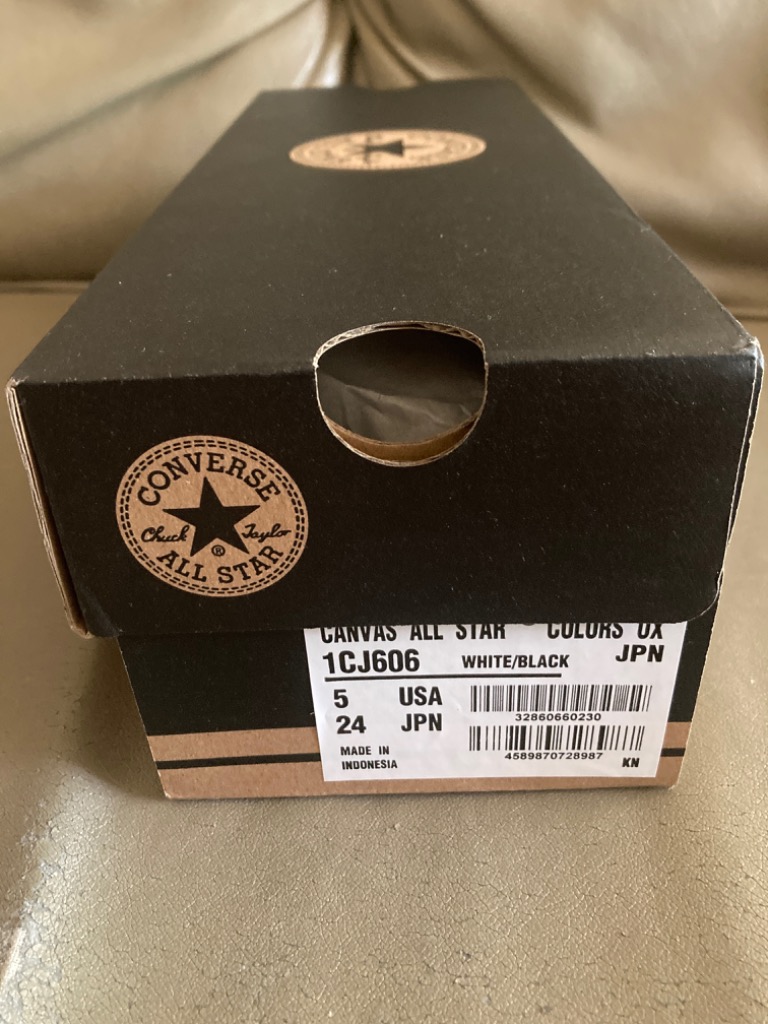 CONVERSE
Chuck Taylor
®
ALL STAR
CANVAS ALL STAR COLORS OX
1CJ606 WHITE/BLACK JPN
5 USA
32860660230
24 JPN
4589870728987
MADE IN
INDONESIA
KN